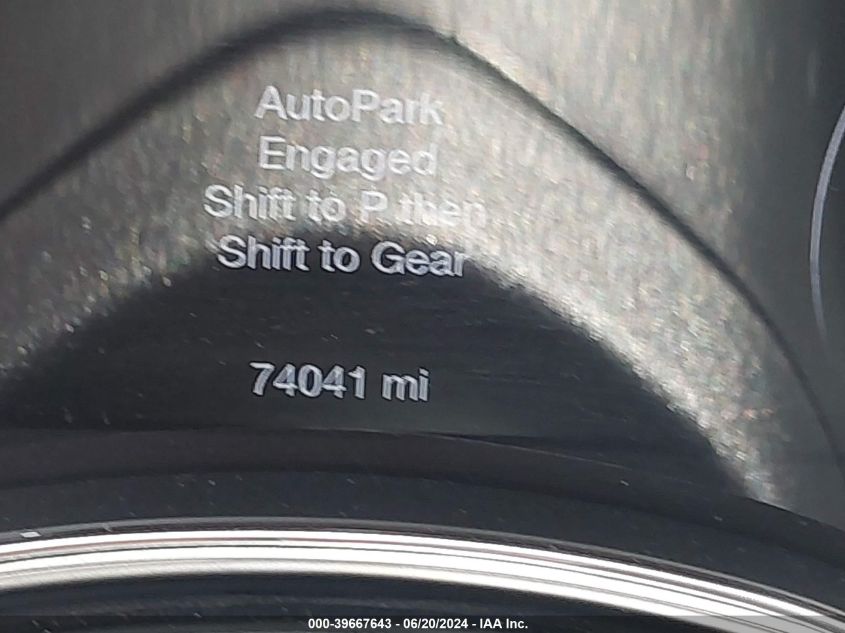 AutoPark
Engaged
Shift to P then
Shift to Gear
74041 mi
000-39667643 - 06/20/2024 - IAA Inc.